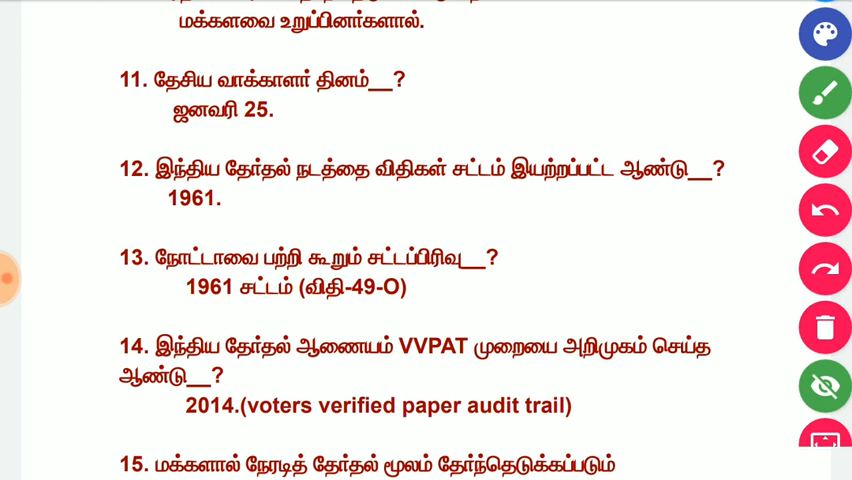 மக்களவை உறுப்பினர்களால்.
11. தேசிய வாக்காளர் தினம்__?
ஜனவரி 25.
12. இந்திய தேர்தல் நடத்தை விதிகள் சட்டம் இயற்றப்பட்ட ஆண்டு__?
1961.
13. நோட்டாவை பற்றி கூறும் சட்டப்பிரிவு__?
1961 சட்டம் (விதி-49-O)
14. இந்திய தேர்தல் ஆணையம் VVPAT முறையை அறிமுகம் செய்த
ஆண்டு__?
2014.(voters verified paper audit trail)
15. மக்களால் நேரடித் தேர்தல் மூலம் தேர்ந்தெடுக்கப்படும்